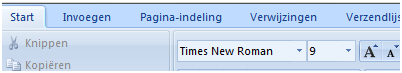 Start Invoegen Pagina-indeling Verwijzingen Verzendlijs
Knippen Times New Roman 9 A A
Kopiëren